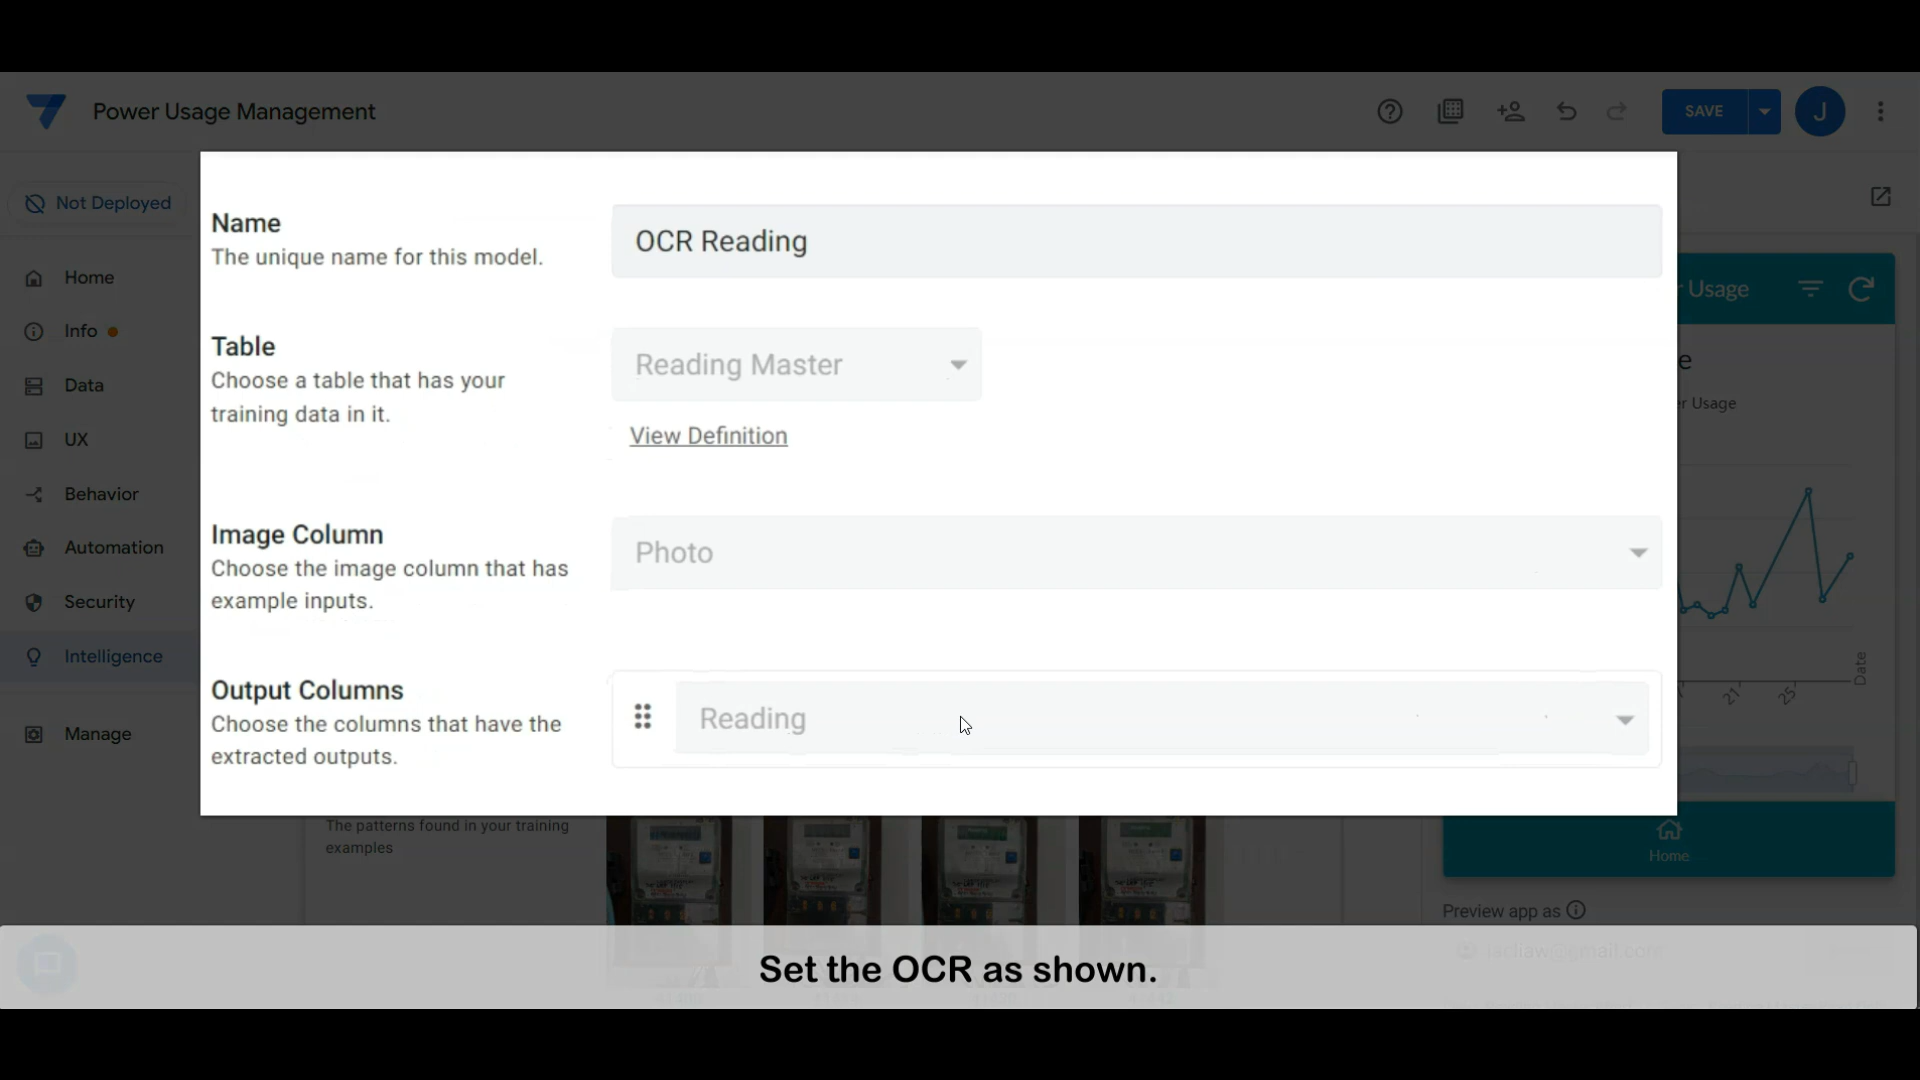 Power Usage Management
SAVE
J
Not Deployed
Home
Info
Data
UX
Behavior
Automation
Security
Intelligence
Manage
Name
The unique name for this model.
OCR Reading
Table
Choose a table that has your
training data in it.
Reading Master
View Definition
Image Column
Choose the image column that has
example inputs.
Photo
Output Columns
Choose the columns that have the
extracted outputs.
Reading
The patterns found in your training
examples
Usage
Usage
Date
21
25
Home
Preview app as
Set the OCR as shown.